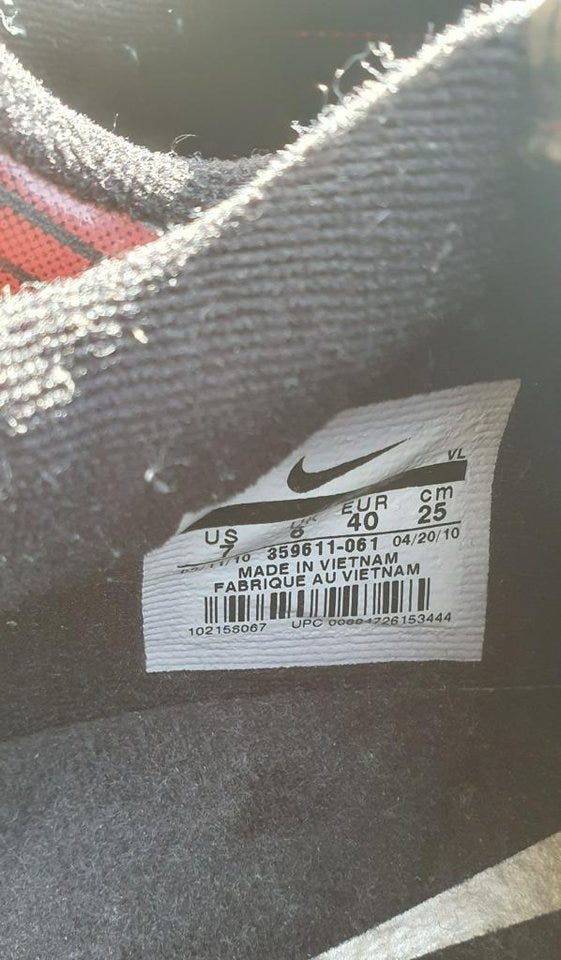 VL
US UK EUR cm
7 6 40 25
359611-061 04/20/10
MADE IN VIETNAM
FABRIQUE AU VIETNAM
UPC